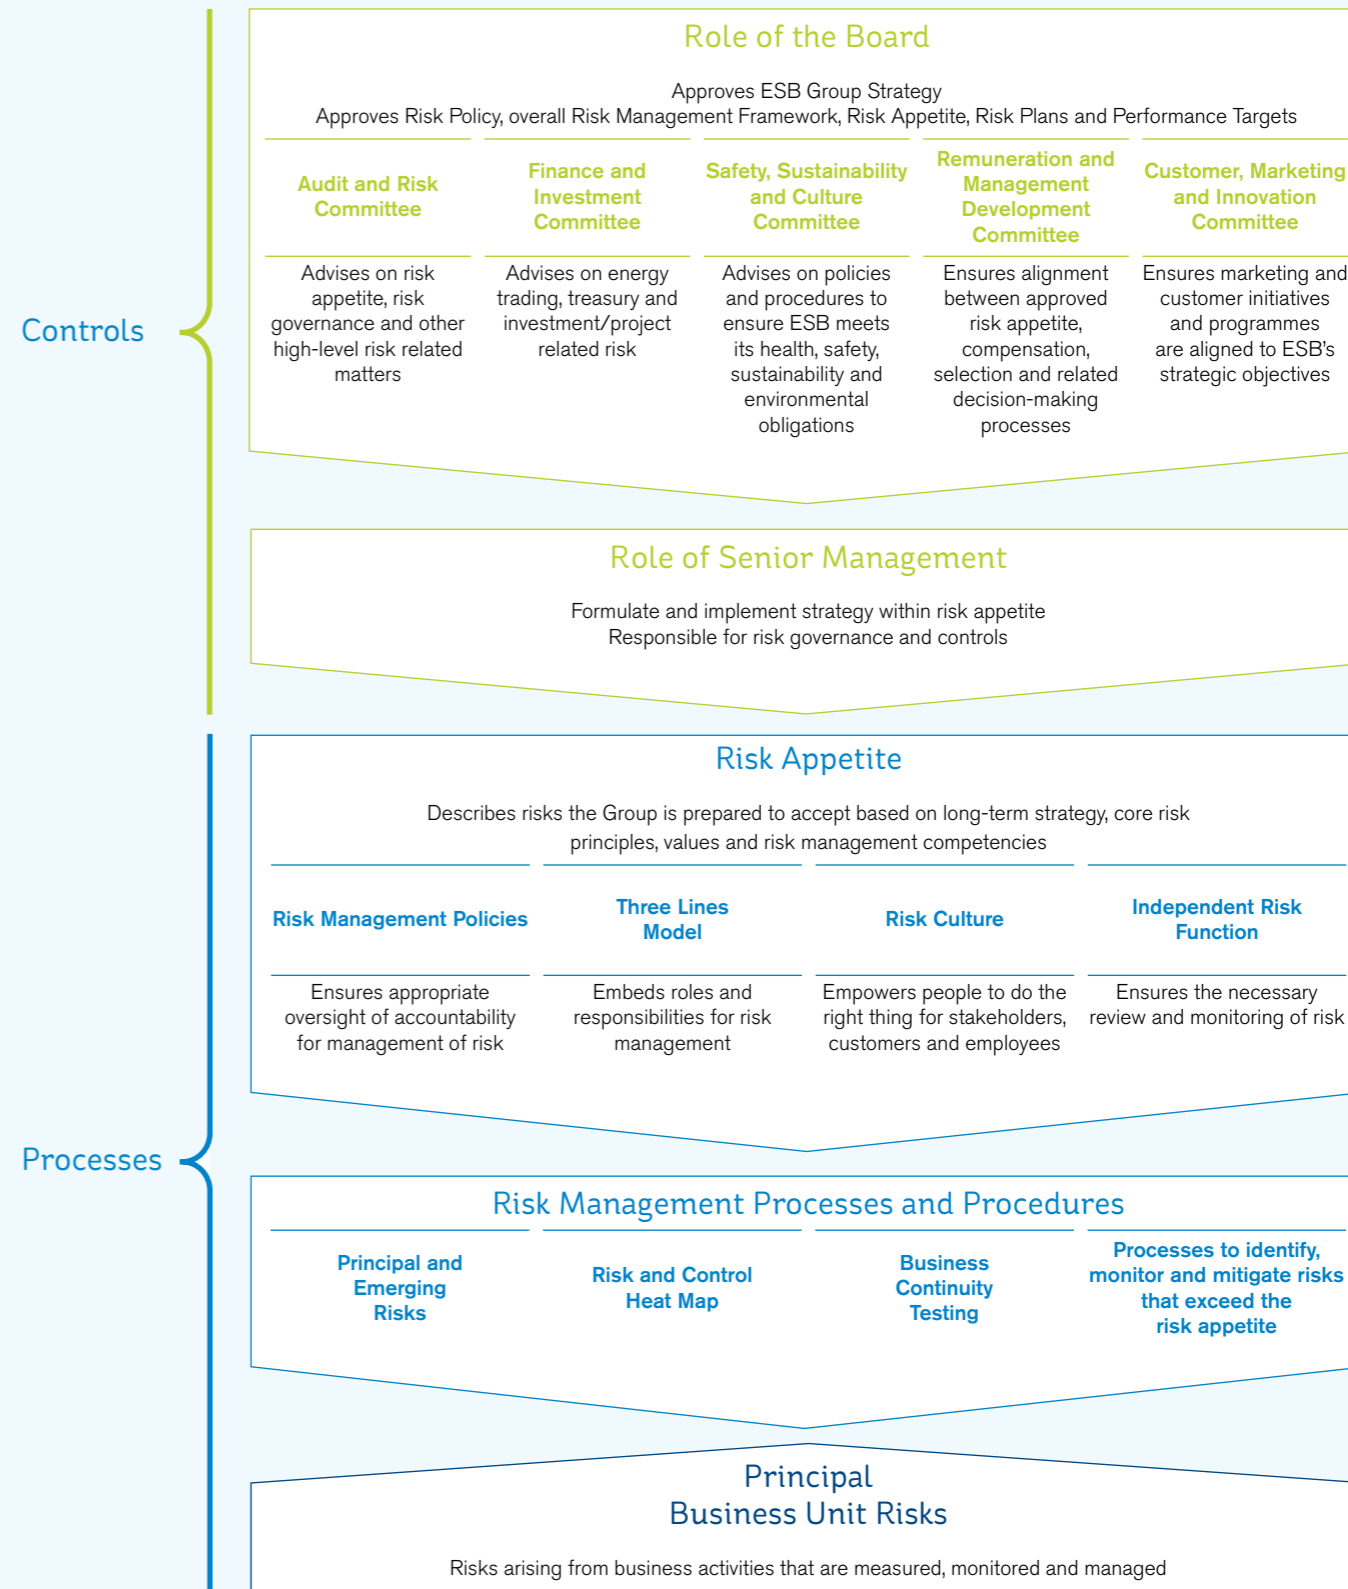 Role of the Board
Approves ESB Group Strategy
Approves Risk Policy, overall Risk Management Framework, Risk Appetite, Risk Plans and Performance Targets
Audit and Risk
Committee
Advises on risk
appetite, risk
governance and other
high-level risk related
matters
Finance and
Investment
Committee
Advises on energy
trading, treasury and
investment/project
related risk
Safety, Sustainability
and Culture
Committee
Advises on policies
and procedures to
ensure ESB meets
its health, safety,
sustainability and
environmental
obligations
Remuneration and
Management
Development
Committee
Ensures alignment
between approved
risk appetite,
compensation,
selection and related
decision-making
processes
Customer, Marketing
and Innovation
Committee
Ensures marketing and
customer initiatives
and programmes
are aligned to ESB's
strategic objectives
Controls
Role of Senior Management
Formulate and implement strategy within risk appetite
Responsible for risk governance and controls
Risk Appetite
Describes risks the Group is prepared to accept based on long-term strategy, core risk
principles, values and risk management competencies
Risk Management Policies
Ensures appropriate
oversight of accountability
for management of risk
Three Lines
Model
Embeds roles and
responsibilities for risk
management
Risk Culture
Empowers people to do the
right thing for stakeholders,
customers and employees
Independent Risk
Function
Ensures the necessary
review and monitoring of risk
Processes
Risk Management Processes and Procedures
Principal and
Emerging
Risks
Risk and Control
Heat Map
Business
Continuity
Testing
Processes to identify,
monitor and mitigate risks
that exceed the
risk appetite
Principal
Business Unit Risks
Risks arising from business activities that are measured, monitored and managed